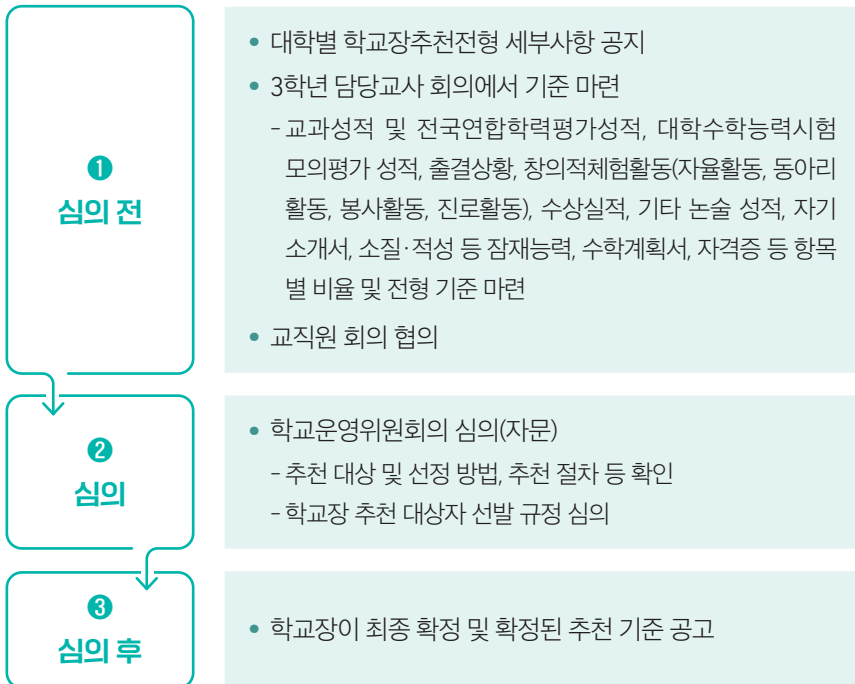 ❶
심의 전
• 대학별 학교장추천전형 세부사항 공지
• 3학년 담당교사 회의에서 기준 마련
- 교과성적 및 전국연합학력평가성적, 대학수학능력시험
모의평가 성적, 출결상황, 창의적체험활동(자율활동, 동아리
활동, 봉사활동, 진로활동), 수상실적, 기타 논술 성적, 자기
소개서, 소질·적성 등 잠재능력, 수학계획서, 자격증 등 항목
별 비율 및 전형 기준 마련
• 교직원 회의 협의
❷
심의
• 학교운영위원회의 심의(자문)
- 추천 대상 및 선정 방법, 추천 절차 등 확인
- 학교장 추천 대상자 선발 규정 심의
❸
심의 후
• 학교장이 최종 확정 및 확정된 추천 기준 공고